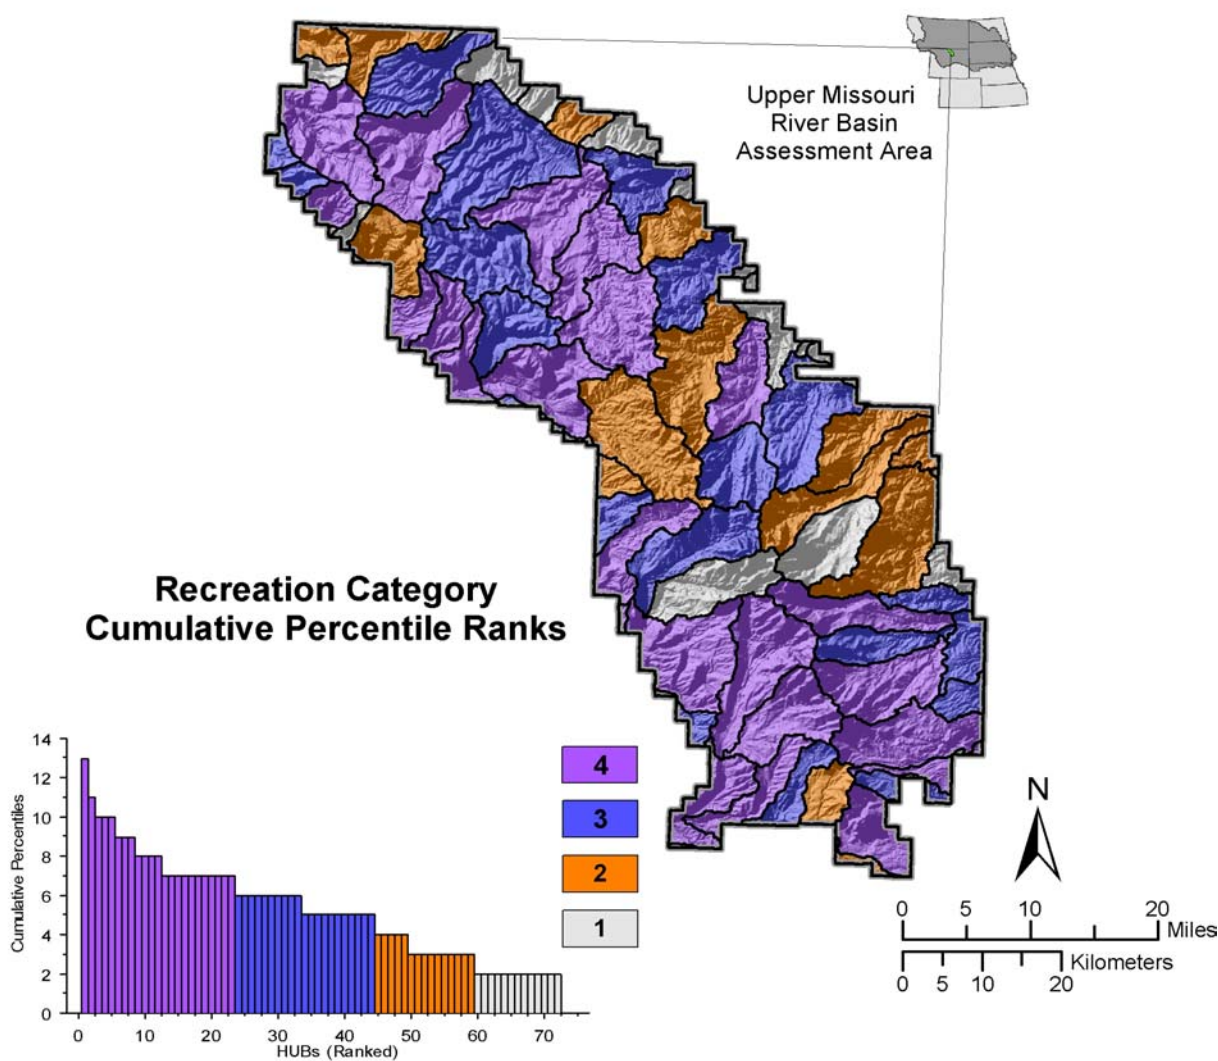 Upper Missouri
River Basin
Assessment Area
Recreation Category
Cumulative Percentile Ranks
14
12
10
8
6
4
2
0
Cumulative Percentiles
0 10 20 30 40 50 60 70
HUBs (Ranked)
4
3
2
1
N
0 5 10 20
Miles
Kilometers
0 5 10 20